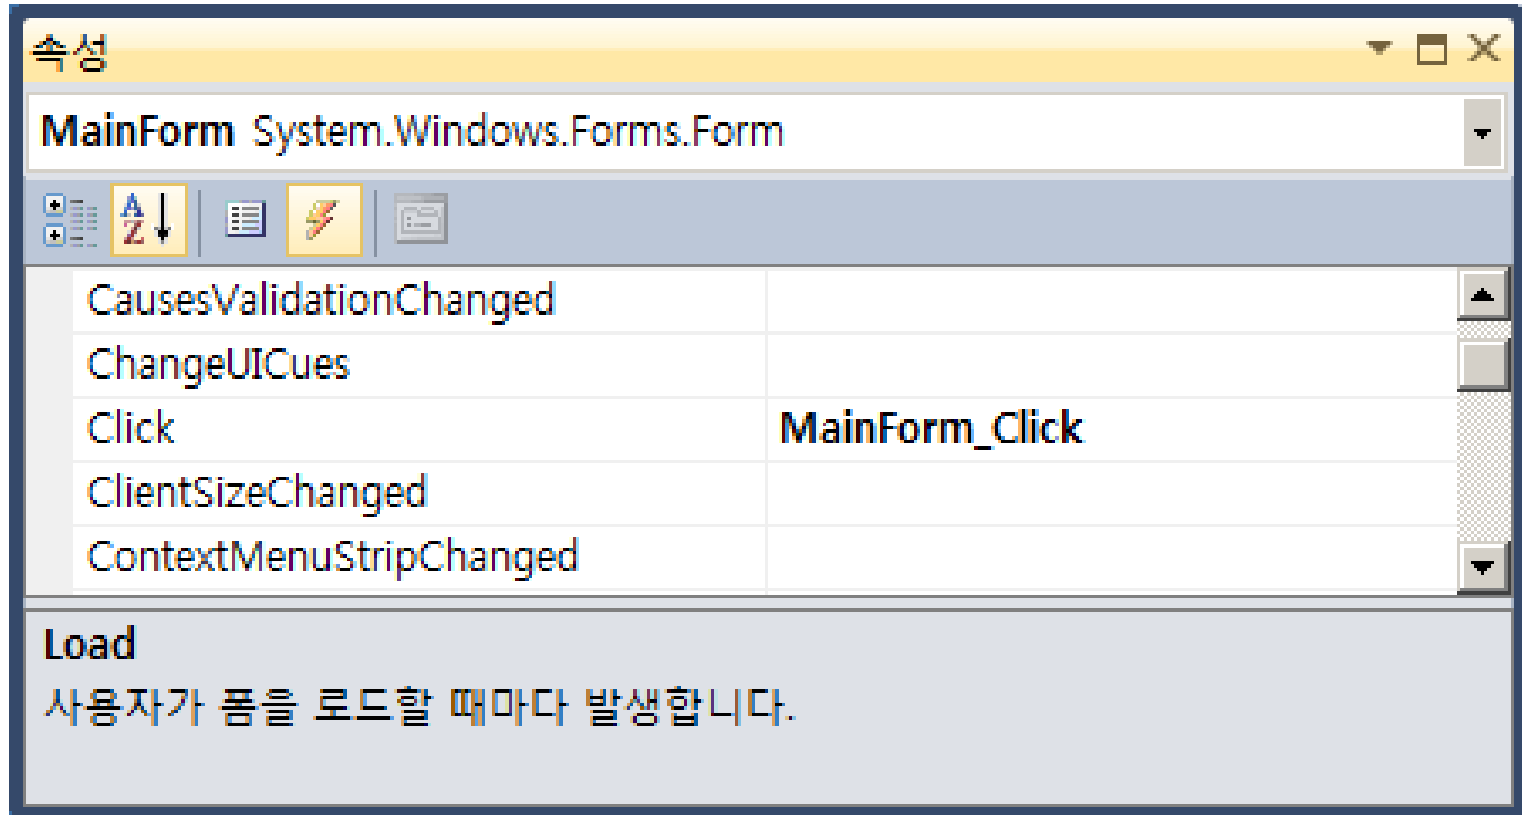 속성
MainForm System.Windows.Forms.Form
CausesValidationChanged
ChangeUICues
Click MainForm_Click
ClientSizeChanged
ContextMenuStripChanged
Load
사용자가 폼을 로드할 때마다 발생합니다.